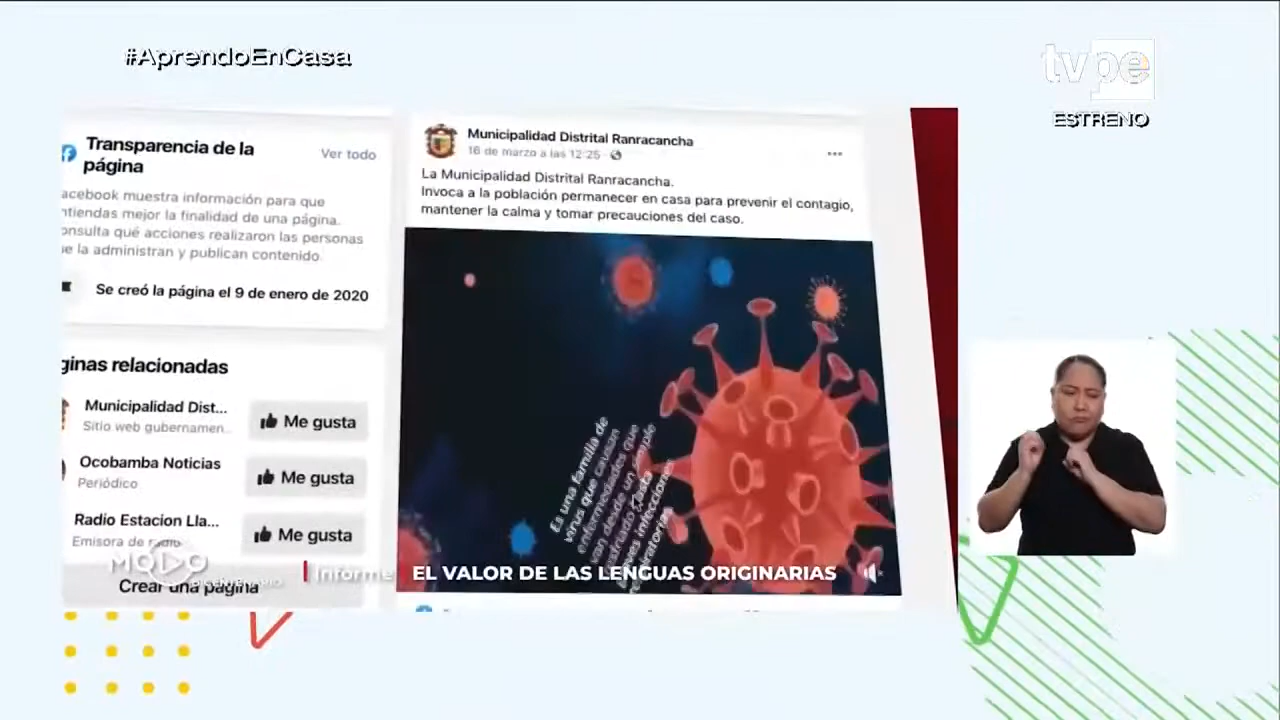 #AprendoEnCasa
tvpe
ESTRENO
Transparencia de la
página
Ver todo
acebook muestra información para que
ntiendas mejor la finalidad de una página.
onsulta qué acciones realizaron las personas
ue la administran y publican contenido.
Se creó la página el 9 de enero de 2020
ginas relacionadas
Municipalidad Dist...
Sitio web gubernamen...
Me gusta
Ocobamba Noticias
Periódico
Me gusta
Radio Estacion Lla...
Emisora de radio
Me gusta
Crear una página
Municipalidad Distrital Ranracancha
16 de marzo a las 12:25
La Municipalidad Distrital Ranracancha.
Invoca a la población permanecer en casa para prevenir el contagio,
mantener la calma y tomar precauciones del caso.
Es una familia de
virus que causan
enfermedades que
van desde un simple
hasta
infecciones
MODO
BICENTENARIO
Informe
EL VALOR DE LAS LENGUAS ORIGINARIAS